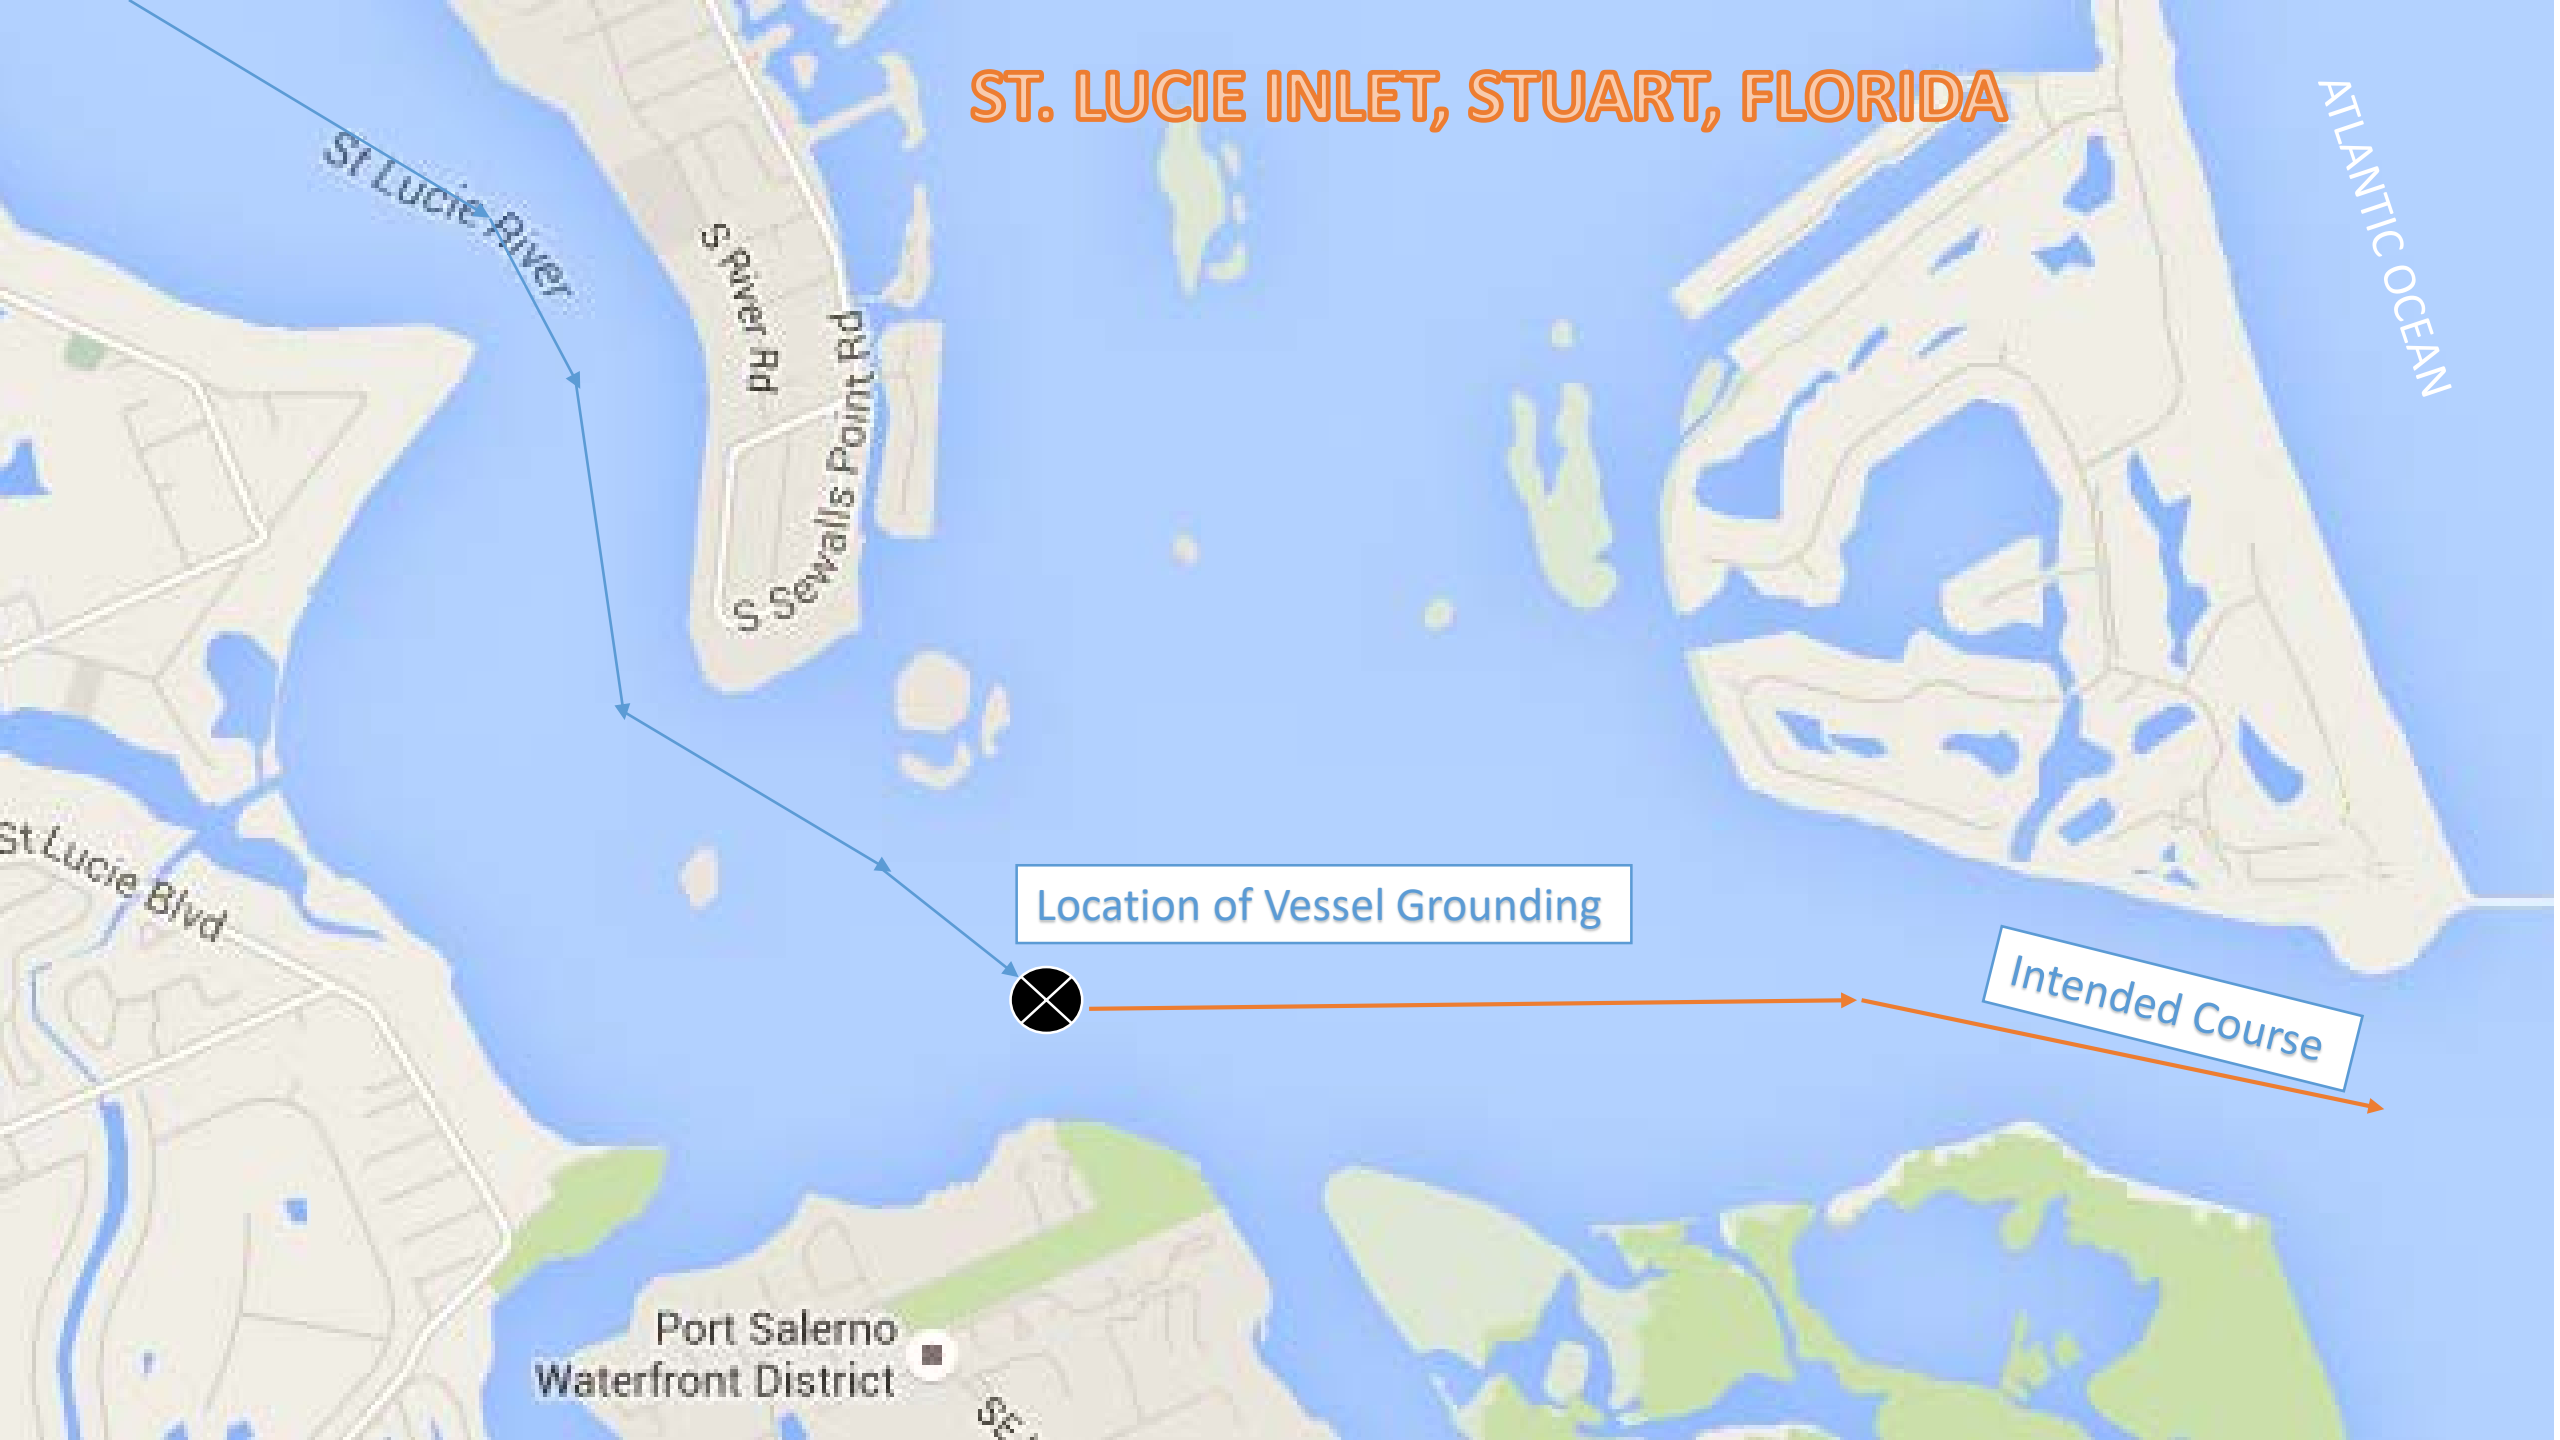 ST. LUCIE INLET, STUART, FLORIDA
ATLANTIC OCEAN
St Lucie River
S River Rd
S Sewalls Point Rd
St Lucie Blvd
Location of Vessel Grounding
Intended Course
Port Salerno
Waterfront District